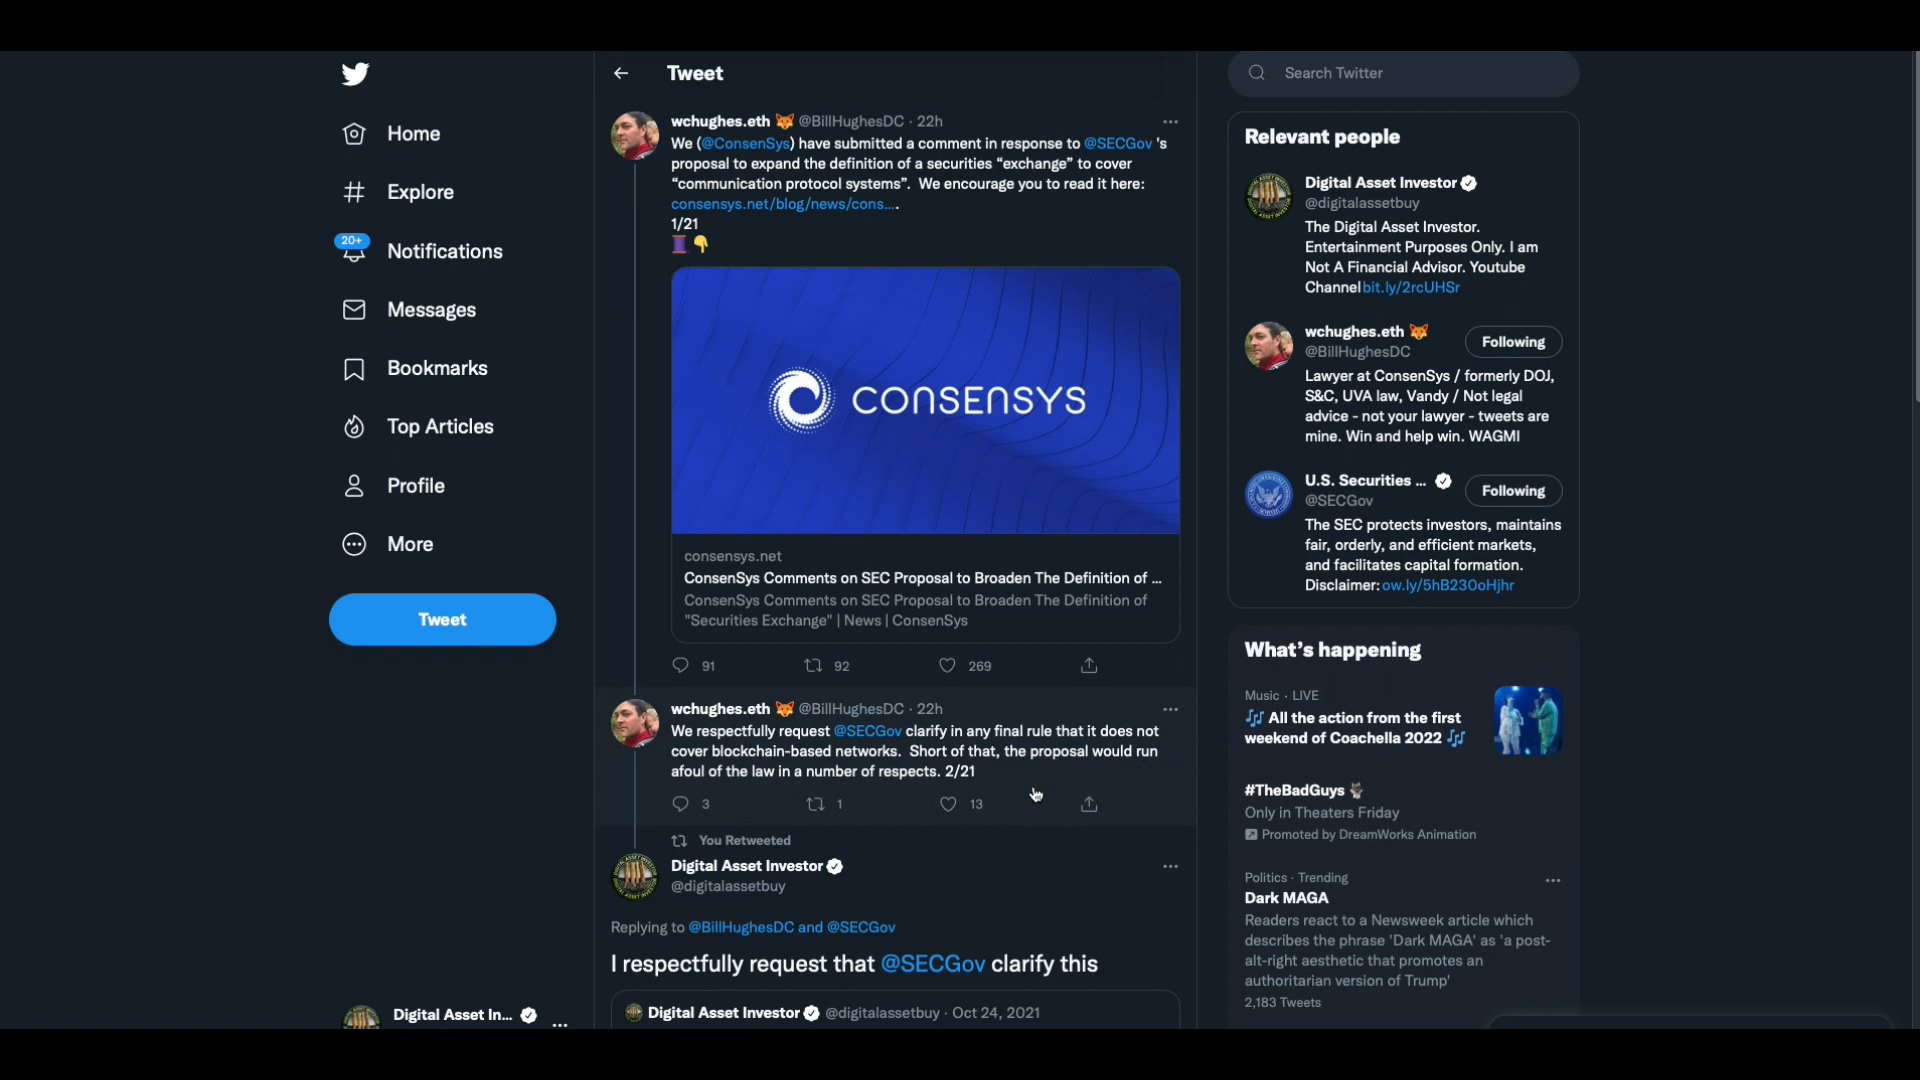 Home
Explore
20+
Notifications
Messages
Bookmarks
Top Articles
Profile
More
Tweet
Digital Asset In...
Tweet
wchughes.eth 🦊 @BillHughesDC · 22h
We (@ConsenSys) have submitted a comment in response to @SECGov 's
proposal to expand the definition of a securities “exchange” to cover
“communication protocol systems”. We encourage you to read it here:
consensys.net/blog/news/cons....
1/21
🧵👇
CONSENSYS
consensys.net
ConsenSys Comments on SEC Proposal to Broaden The Definition of ...
ConsenSys Comments on SEC Proposal to Broaden The Definition of
"Securities Exchange" | News | ConsenSys
91 92 269
wchughes.eth 🦊 @BillHughesDC · 22h
We respectfully request @SECGov clarify in any final rule that it does not
cover blockchain-based networks. Short of that, the proposal would run
afoul of the law in a number of respects. 2/21
3 1 13
You Retweeted
Digital Asset Investor
@digitalassetbuy
Replying to @BillHughesDC and @SECGov
I respectfully request that @SECGov clarify this
Digital Asset Investor @digitalassetbuy · Oct 24, 2021
Search Twitter
Relevant people
Digital Asset Investor
@digitalassetbuy
The Digital Asset Investor.
Entertainment Purposes Only. I am
Not A Financial Advisor. Youtube
Channel bit.ly/2rcUHSr
wchughes.eth 🦊
@BillHughesDC
Following
Lawyer at ConsenSys / formerly DOJ,
S&C, UVA law, Vandy / Not legal
advice - not your lawyer - tweets are
mine. Win and help win. WAGMI
U.S. Securities ...
@SECGov
Following
The SEC protects investors, maintains
fair, orderly, and efficient markets,
and facilitates capital formation.
Disclaimer: ow.ly/5hB230oHjhr
What's happening
Music · LIVE
🎶 All the action from the first
weekend of Coachella 2022 🎶
#TheBadGuys
Only in Theaters Friday
Promoted by DreamWorks Animation
Politics · Trending
Dark MAGA
Readers react to a Newsweek article which
describes the phrase 'Dark MAGA' as 'a post-
alt-right aesthetic that promotes an
authoritarian version of Trump'
2,183 Tweets